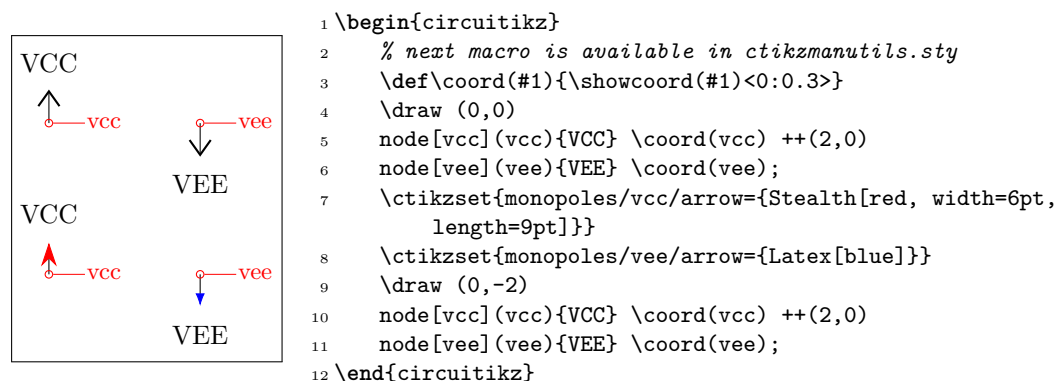 VCC
vcc vee
VEE
VCC
vcc vee
VEE
1 \begin{circuitikz}
2 % next macro is available in ctikzmanutils.sty
3 \def\coord(#1){\showcoord(#1)<0:0.3>}
4 \draw (0,0)
5 node[vcc](vcc){VCC} \coord(vcc) ++(2,0)
6 node[vee](vee){VEE} \coord(vee);
7 \ctikzset{monopoles/vcc/arrow={Stealth[red, width=6pt,
length=9pt]}}
8 \ctikzset{monopoles/vee/arrow={Latex[blue]}}
9 \draw (0,-2)
10 node[vcc](vcc){VCC} \coord(vcc) ++(2,0)
11 node[vee](vee){VEE} \coord(vee);
12 \end{circuitikz}